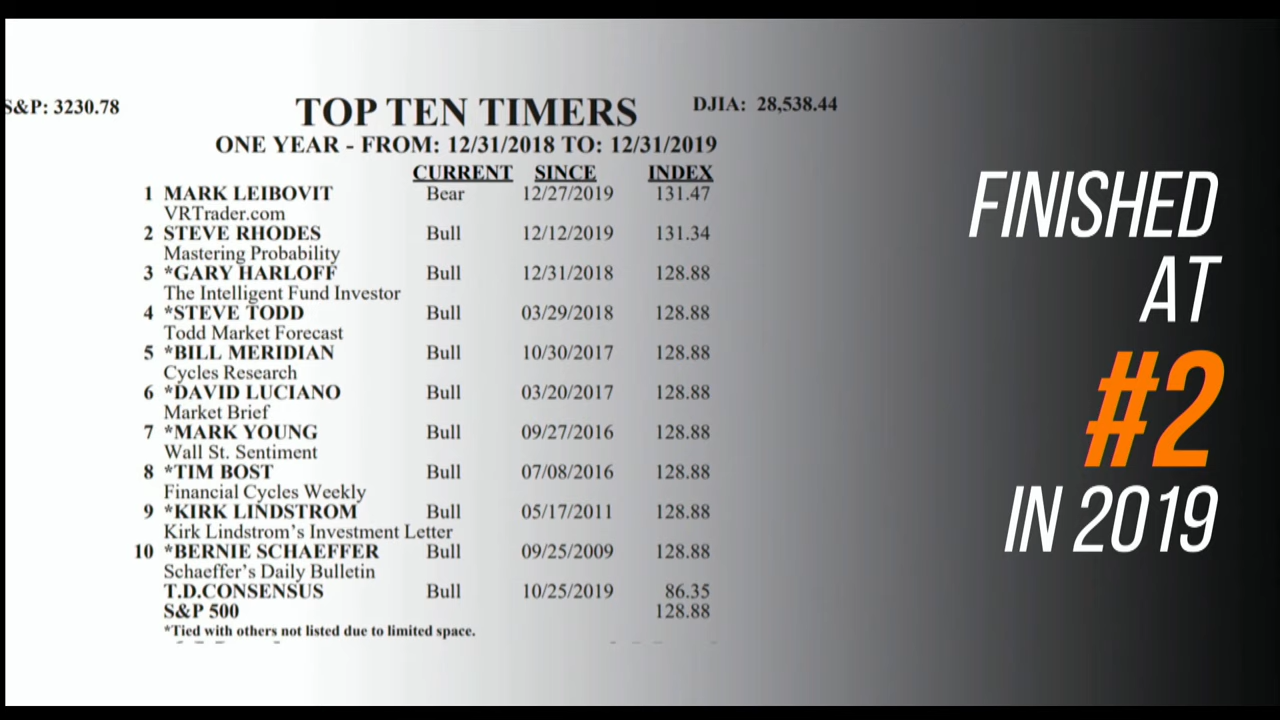 S&P: 3230.78
TOP TEN TIMERS
DJIA: 28,538.44
ONE YEAR - FROM: 12/31/2018 TO: 12/31/2019
CURRENT SINCE INDEX
1 MARK LEIBOVIT Bear 12/27/2019 131.47
VRTrader.com
2 STEVE RHODES Bull 12/12/2019 131.34
Mastering Probability
3 *GARY HARLOFF Bull 12/31/2018 128.88
The Intelligent Fund Investor
4 *STEVE TODD Bull 03/29/2018 128.88
Todd Market Forecast
5 *BILL MERIDIAN Bull 10/30/2017 128.88
Cycles Research
6 *DAVID LUCIANO Bull 03/20/2017 128.88
Market Brief
7 *MARK YOUNG Bull 09/27/2016 128.88
Wall St. Sentiment
8 *TIM BOST Bull 07/08/2016 128.88
Financial Cycles Weekly
9 *KIRK LINDSTROM Bull 05/17/2011 128.88
Kirk Lindstrom's Investment Letter
10 *BERNIE SCHAEFFER Bull 09/25/2009 128.88
Schaeffer's Daily Bulletin
T.D.CONSENSUS Bull 10/25/2019 86.35
S&P 500 128.88
*Tied with others not listed due to limited space.
FINISHED
AT
#2
IN 2019